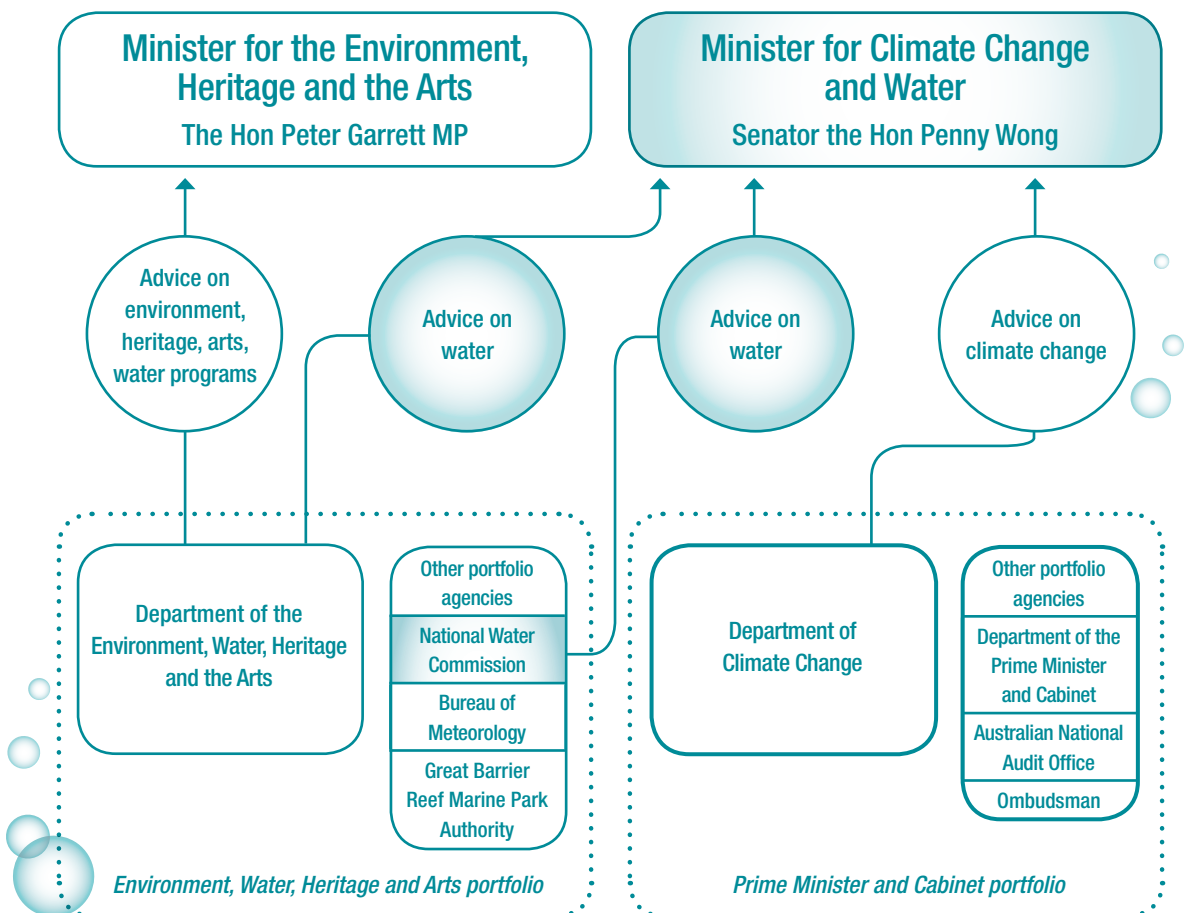 Minister for the Environment,
Heritage and the Arts
The Hon Peter Garrett MP
Minister for Climate Change
and Water
Senator the Hon Penny Wong
Advice on
environment,
heritage, arts,
water programs
Advice on
water
Advice on
water
Advice on
climate change
Department of the
Environment, Water, Heritage
and the Arts
Other portfolio
agencies
National Water
Commission
Bureau of
Meteorology
Great Barrier
Reef Marine Park
Authority
Department of
Climate Change
Other portfolio
agencies
Department of the
Prime Minister
and Cabinet
Australian National
Audit Office
Ombudsman
Environment, Water, Heritage and Arts portfolio
Prime Minister and Cabinet portfolio